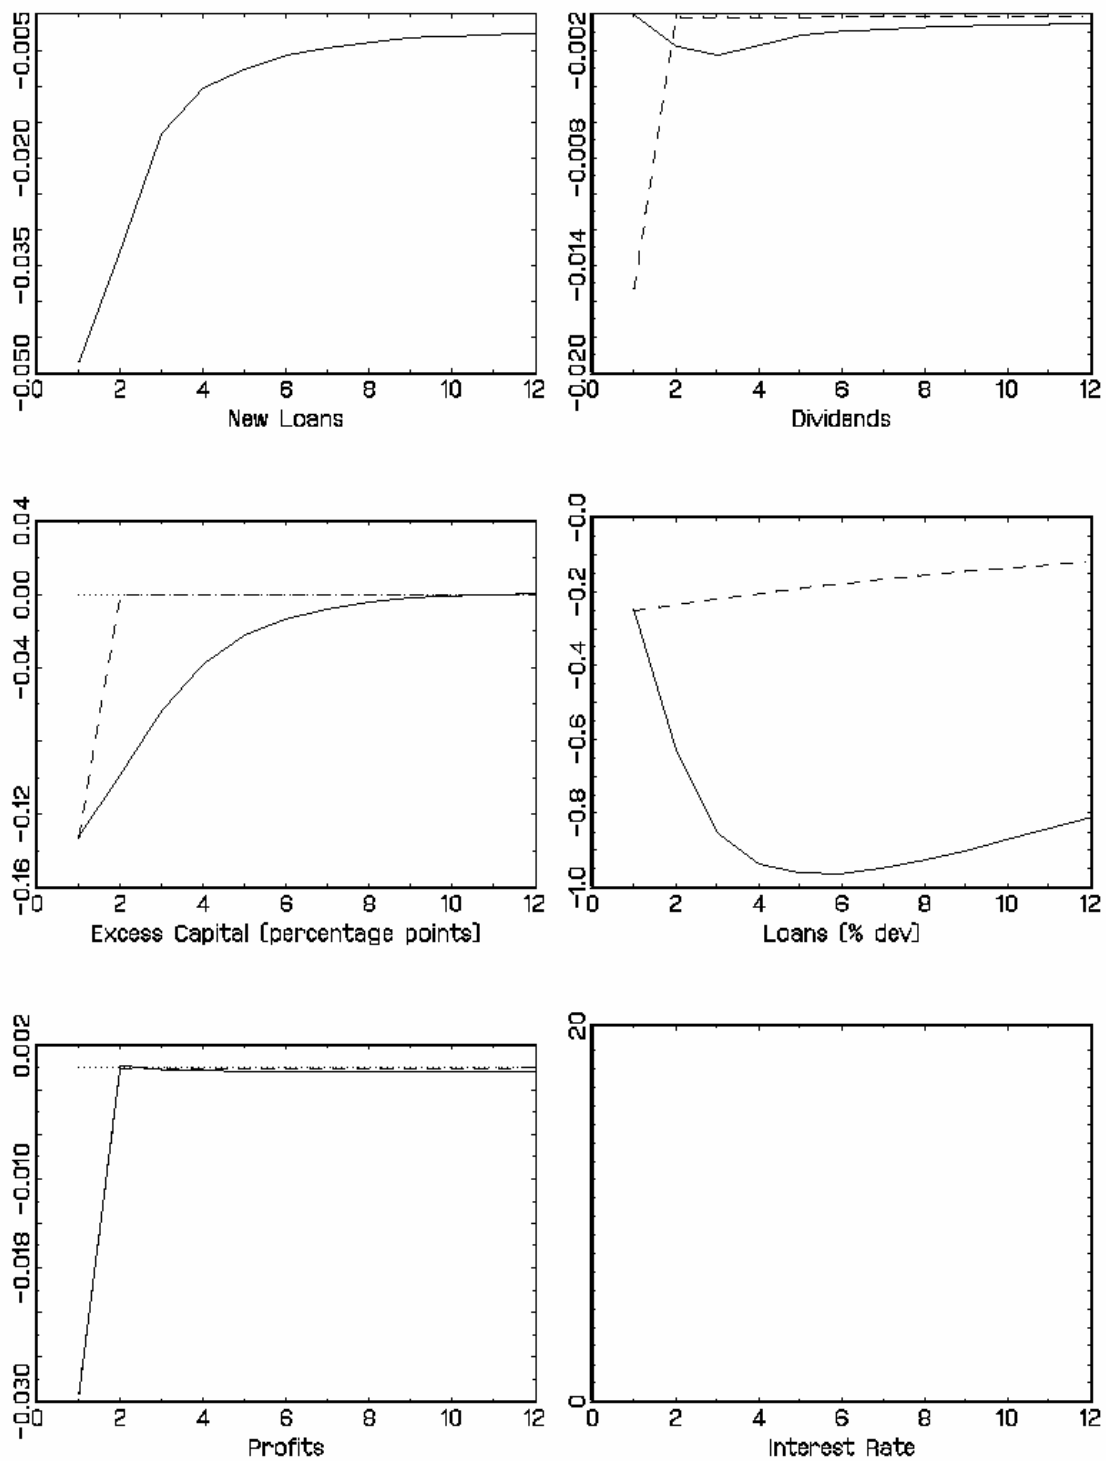 -0.005
-0.020
-0.035
-0.050
0 2 4 6 8 10 12
New Loans
-0.002
-0.008
-0.014
-0.020
0 2 4 6 8 10 12
Dividends
0.04
0.00
-0.04
-0.12
-0.16
0 2 4 6 8 10 12
Excess Capital (percentage points)
-0.0
-0.2
-0.4
-0.6
-0.8
-1.0
0 2 4 6 8 10 12
Loans (% dev)
0.002
-0.010
-0.018
-0.030
0 2 4 6 8 10 12
Profits
20
0
0 2 4 6 8 10 12
Interest Rate